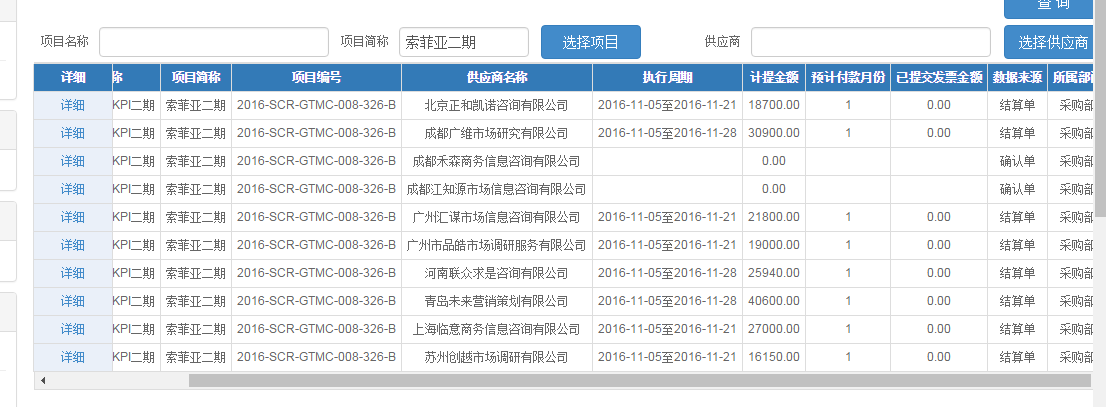 查 询
项目名称 项目简称 索菲亚二期 选择项目 供应商 选择供应商
详细 称 项目简称 项目编号 供应商名称 执行周期 计提金额 预计付款月份 已提交发票金额 数据来源 所属部
详细 KPI二期 索菲亚二期 2016-SCR-GTMC-008-326-B 北京正和凯诺咨询有限公司 2016-11-05至2016-11-21 18700.00 1 0.00 结算单 采购部
详细 KPI二期 索菲亚二期 2016-SCR-GTMC-008-326-B 成都广维市场研究有限公司 2016-11-05至2016-11-28 30900.00 1 0.00 结算单 采购部
详细 KPI二期 索菲亚二期 2016-SCR-GTMC-008-326-B 成都禾森商务信息咨询有限公司 0.00 确认单 采购部
详细 KPI二期 索菲亚二期 2016-SCR-GTMC-008-326-B 成都江知源市场信息咨询有限公司 0.00 确认单 采购部
详细 KPI二期 索菲亚二期 2016-SCR-GTMC-008-326-B 广州汇谋市场信息咨询有限公司 2016-11-05至2016-11-21 21800.00 1 0.00 结算单 采购部
详细 KPI二期 索菲亚二期 2016-SCR-GTMC-008-326-B 广州市品皓市场调研服务有限公司 2016-11-05至2016-11-21 19000.00 1 0.00 结算单 采购部
详细 KPI二期 索菲亚二期 2016-SCR-GTMC-008-326-B 河南联众求是咨询有限公司 2016-11-05至2016-11-28 25940.00 1 0.00 结算单 采购部
详细 KPI二期 索菲亚二期 2016-SCR-GTMC-008-326-B 青岛未来营销策划有限公司 2016-11-05至2016-11-28 40600.00 1 0.00 结算单 采购部
详细 KPI二期 索菲亚二期 2016-SCR-GTMC-008-326-B 上海临意商务信息咨询有限公司 2016-11-05至2016-11-21 27000.00 1 0.00 结算单 采购部
详细 KPI二期 索菲亚二期 2016-SCR-GTMC-008-326-B 苏州创越市场调研有限公司 2016-11-05至2016-11-21 16150.00 1 0.00 结算单 采购部